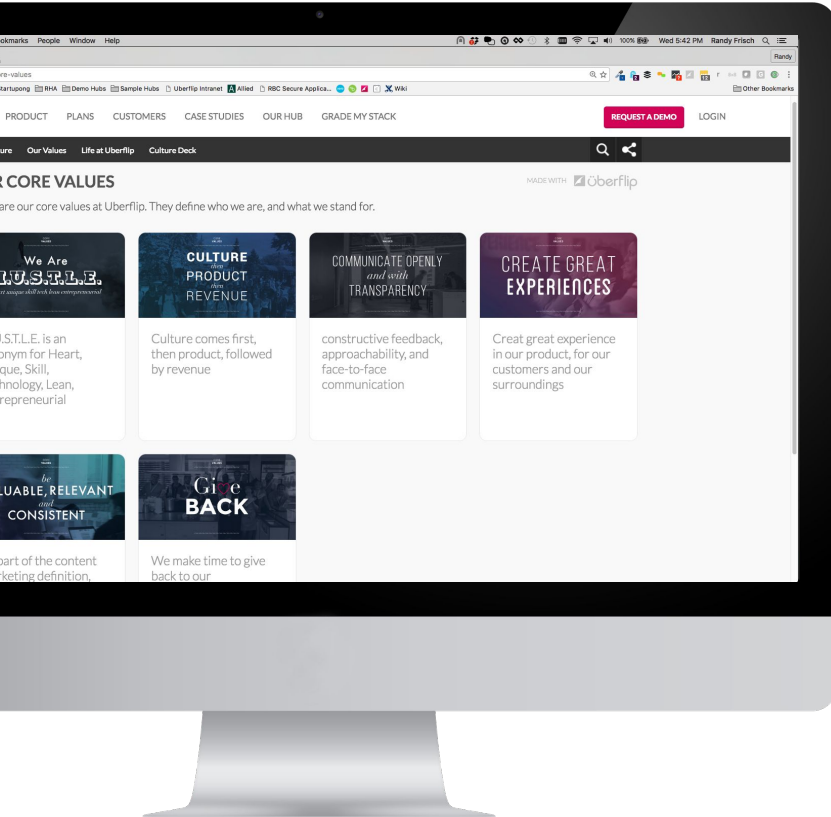 okmarks People Window Help
100% Wed 5:42 PM Randy Frisch
Randy
re-values
Startupong RHA Demo Hubs Sample Hubs Uberflip Intranet Allied RBC Secure Applica... Wiki Other Bookmarks
PRODUCT PLANS CUSTOMERS CASE STUDIES OUR HUB GRADE MY STACK REQUEST A DEMO LOGIN
ure Our Values Life at Uberflip Culture Deck
R CORE VALUES
MADE WITH überflip
are our core values at Uberflip. They define who we are, and what we stand for.
We Are
H.U.S.T.L.E.
CULTURE
then
PRODUCT
then
REVENUE
COMMUNICATE OPENLY
and with
TRANSPARENCY
CREATE GREAT
EXPERIENCES
.S.T.L.E. is an
onym for Heart,
que, Skill,
hnology, Lean,
repreneurial
Culture comes first,
then product, followed
by revenue
constructive feedback,
approachability, and
face-to-face
communication
Creat great experience
in our product, for our
customers and our
surroundings
be
LUABLE, RELEVANT
and
CONSISTENT
Give
BACK
part of the content
keting definition,
We make time to give
back to our